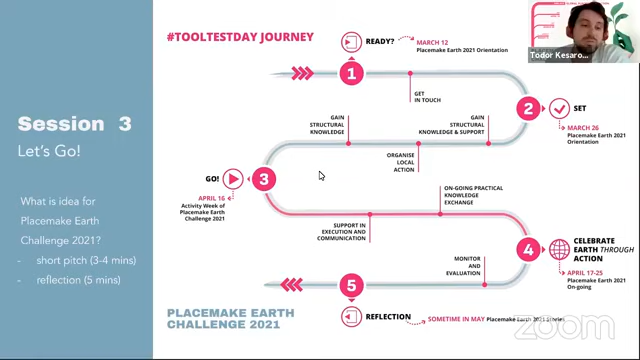 #TOOLTESTDAY JOURNEY
READY?
MARCH 12
Placemake Earth
2021 Orientation
1
GET
IN TOUCH
2
SET
MARCH 26
Placemake Earth 2021
Orientation
GAIN
STRUCTURAL
KNOWLEDGE
GAIN
STRUCTURAL
KNOWLEDGE & SUPPORT
ORGANISE
LOCAL
ACTION
Session 3
Let's Go!
What is idea for
Placemake Earth
Challenge 2021?
- short pitch (3-4 mins)
- reflection (5 mins)
GO!
3
APRIL 16
Activity Week of
Placemake Earth
Challenge 2021
ON-GOING PRACTICAL
KNOWLEDGE
EXCHANGE
SUPPORT IN
EXECUTION AND
COMMUNICATION
4
CELEBRATE
EARTH THROUGH
ACTION
APRIL 17-25
Placemake Earth 2021
On-going
MONITOR
AND
EVALUATION
5
REFLECTION
SOMETIME IN MAY Placemake Earth 2021 Stories
PLACEMAKE EARTH
CHALLENGE 2021
Todor Kesaro...
zoom